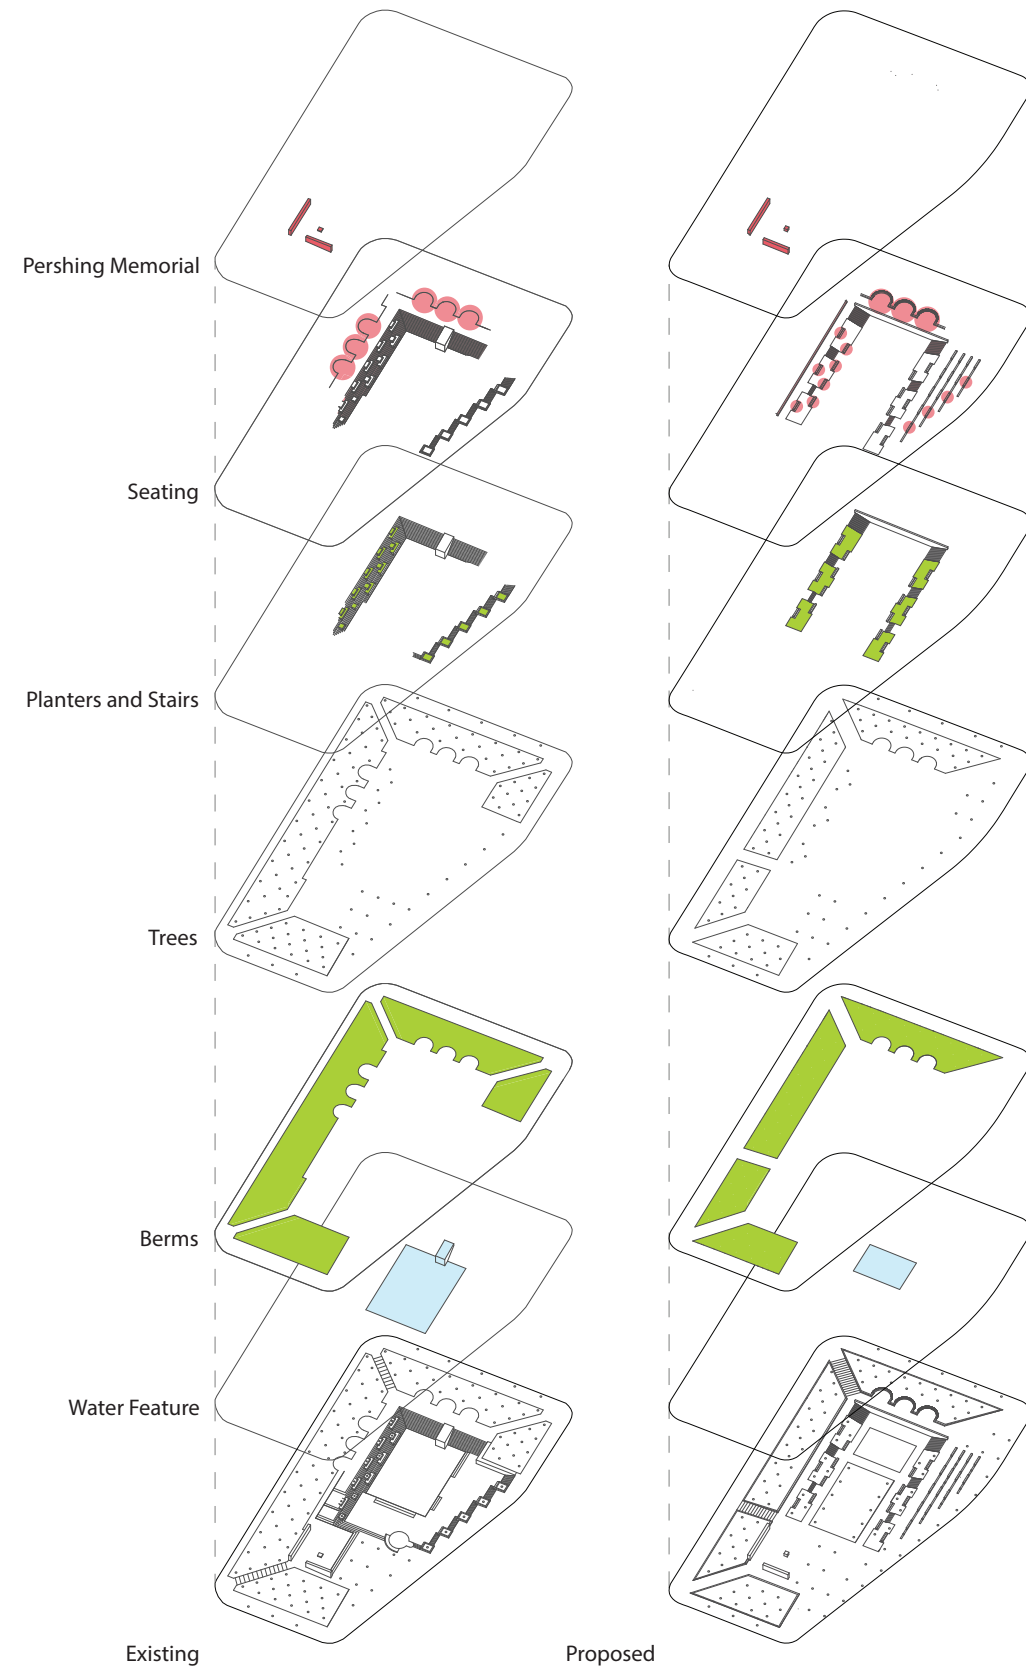 Pershing Memorial
Seating
Planters and Stairs
Trees
Berms
Water Feature
Existing
Proposed